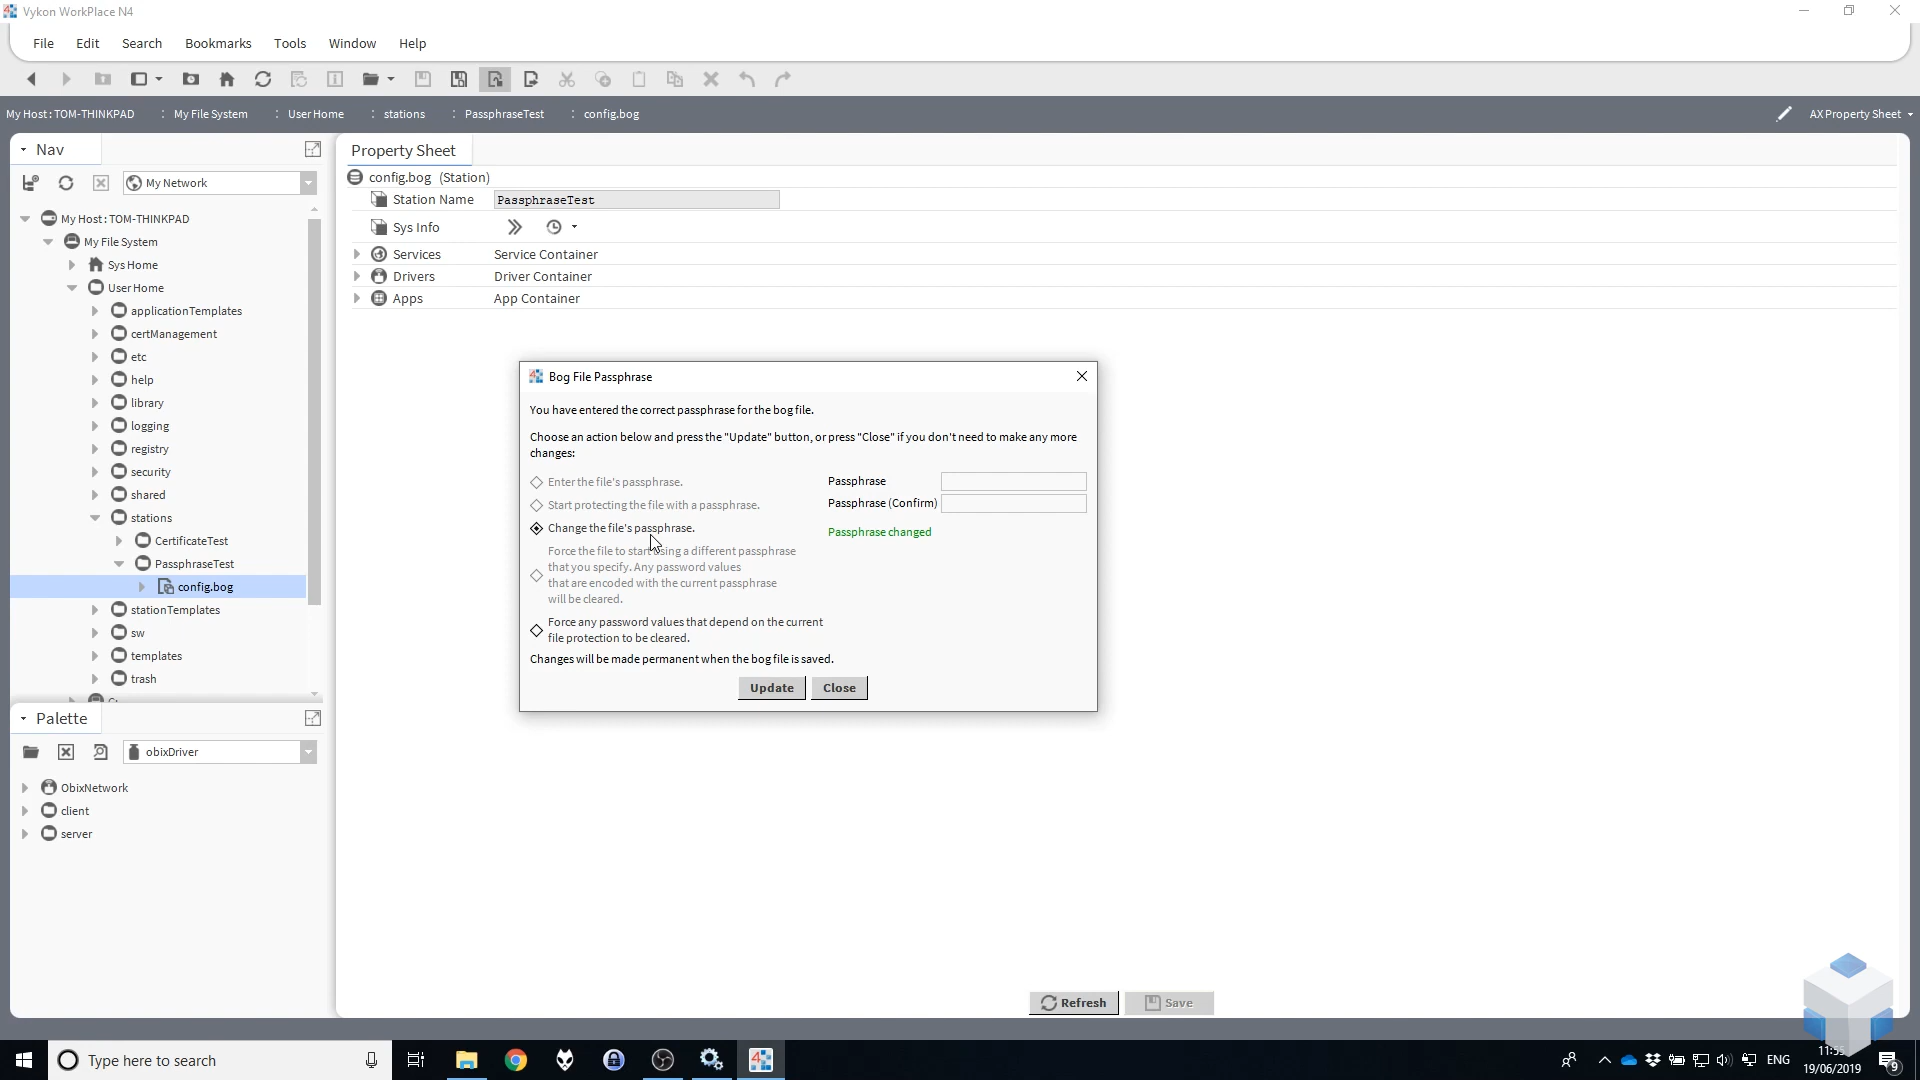 Vykon WorkPlace N4
File Edit Search Bookmarks Tools Window Help
My Host : TOM-THINKPAD : My File System : User Home : stations : PassphraseTest : config.bog
AX Property Sheet
Nav
My Network
My Host : TOM-THINKPAD
My File System
Sys Home
User Home
applicationTemplates
certManagement
etc
help
library
logging
registry
security
shared
stations
CertificateTest
PassphraseTest
config.bog
stationTemplates
sw
templates
trash
Palette
obixDriver
ObixNetwork
client
server
Property Sheet
config.bog (Station)
Station Name PassphraseTest
Sys Info
Services Service Container
Drivers Driver Container
Apps App Container
Bog File Passphrase
You have entered the correct passphrase for the bog file.
Choose an action below and press the "Update" button, or press "Close" if you don't need to make any more
changes:
Enter the file's passphrase.
Start protecting the file with a passphrase.
Change the file's passphrase.
Force the file to start using a different passphrase
that you specify. Any password values
that are encoded with the current passphrase
will be cleared.
Force any password values that depend on the current
file protection to be cleared.
Passphrase
Passphrase (Confirm)
Passphrase changed
Changes will be made permanent when the bog file is saved.
Update Close
Refresh Save
Type here to search
ENG
19/06/2019
9